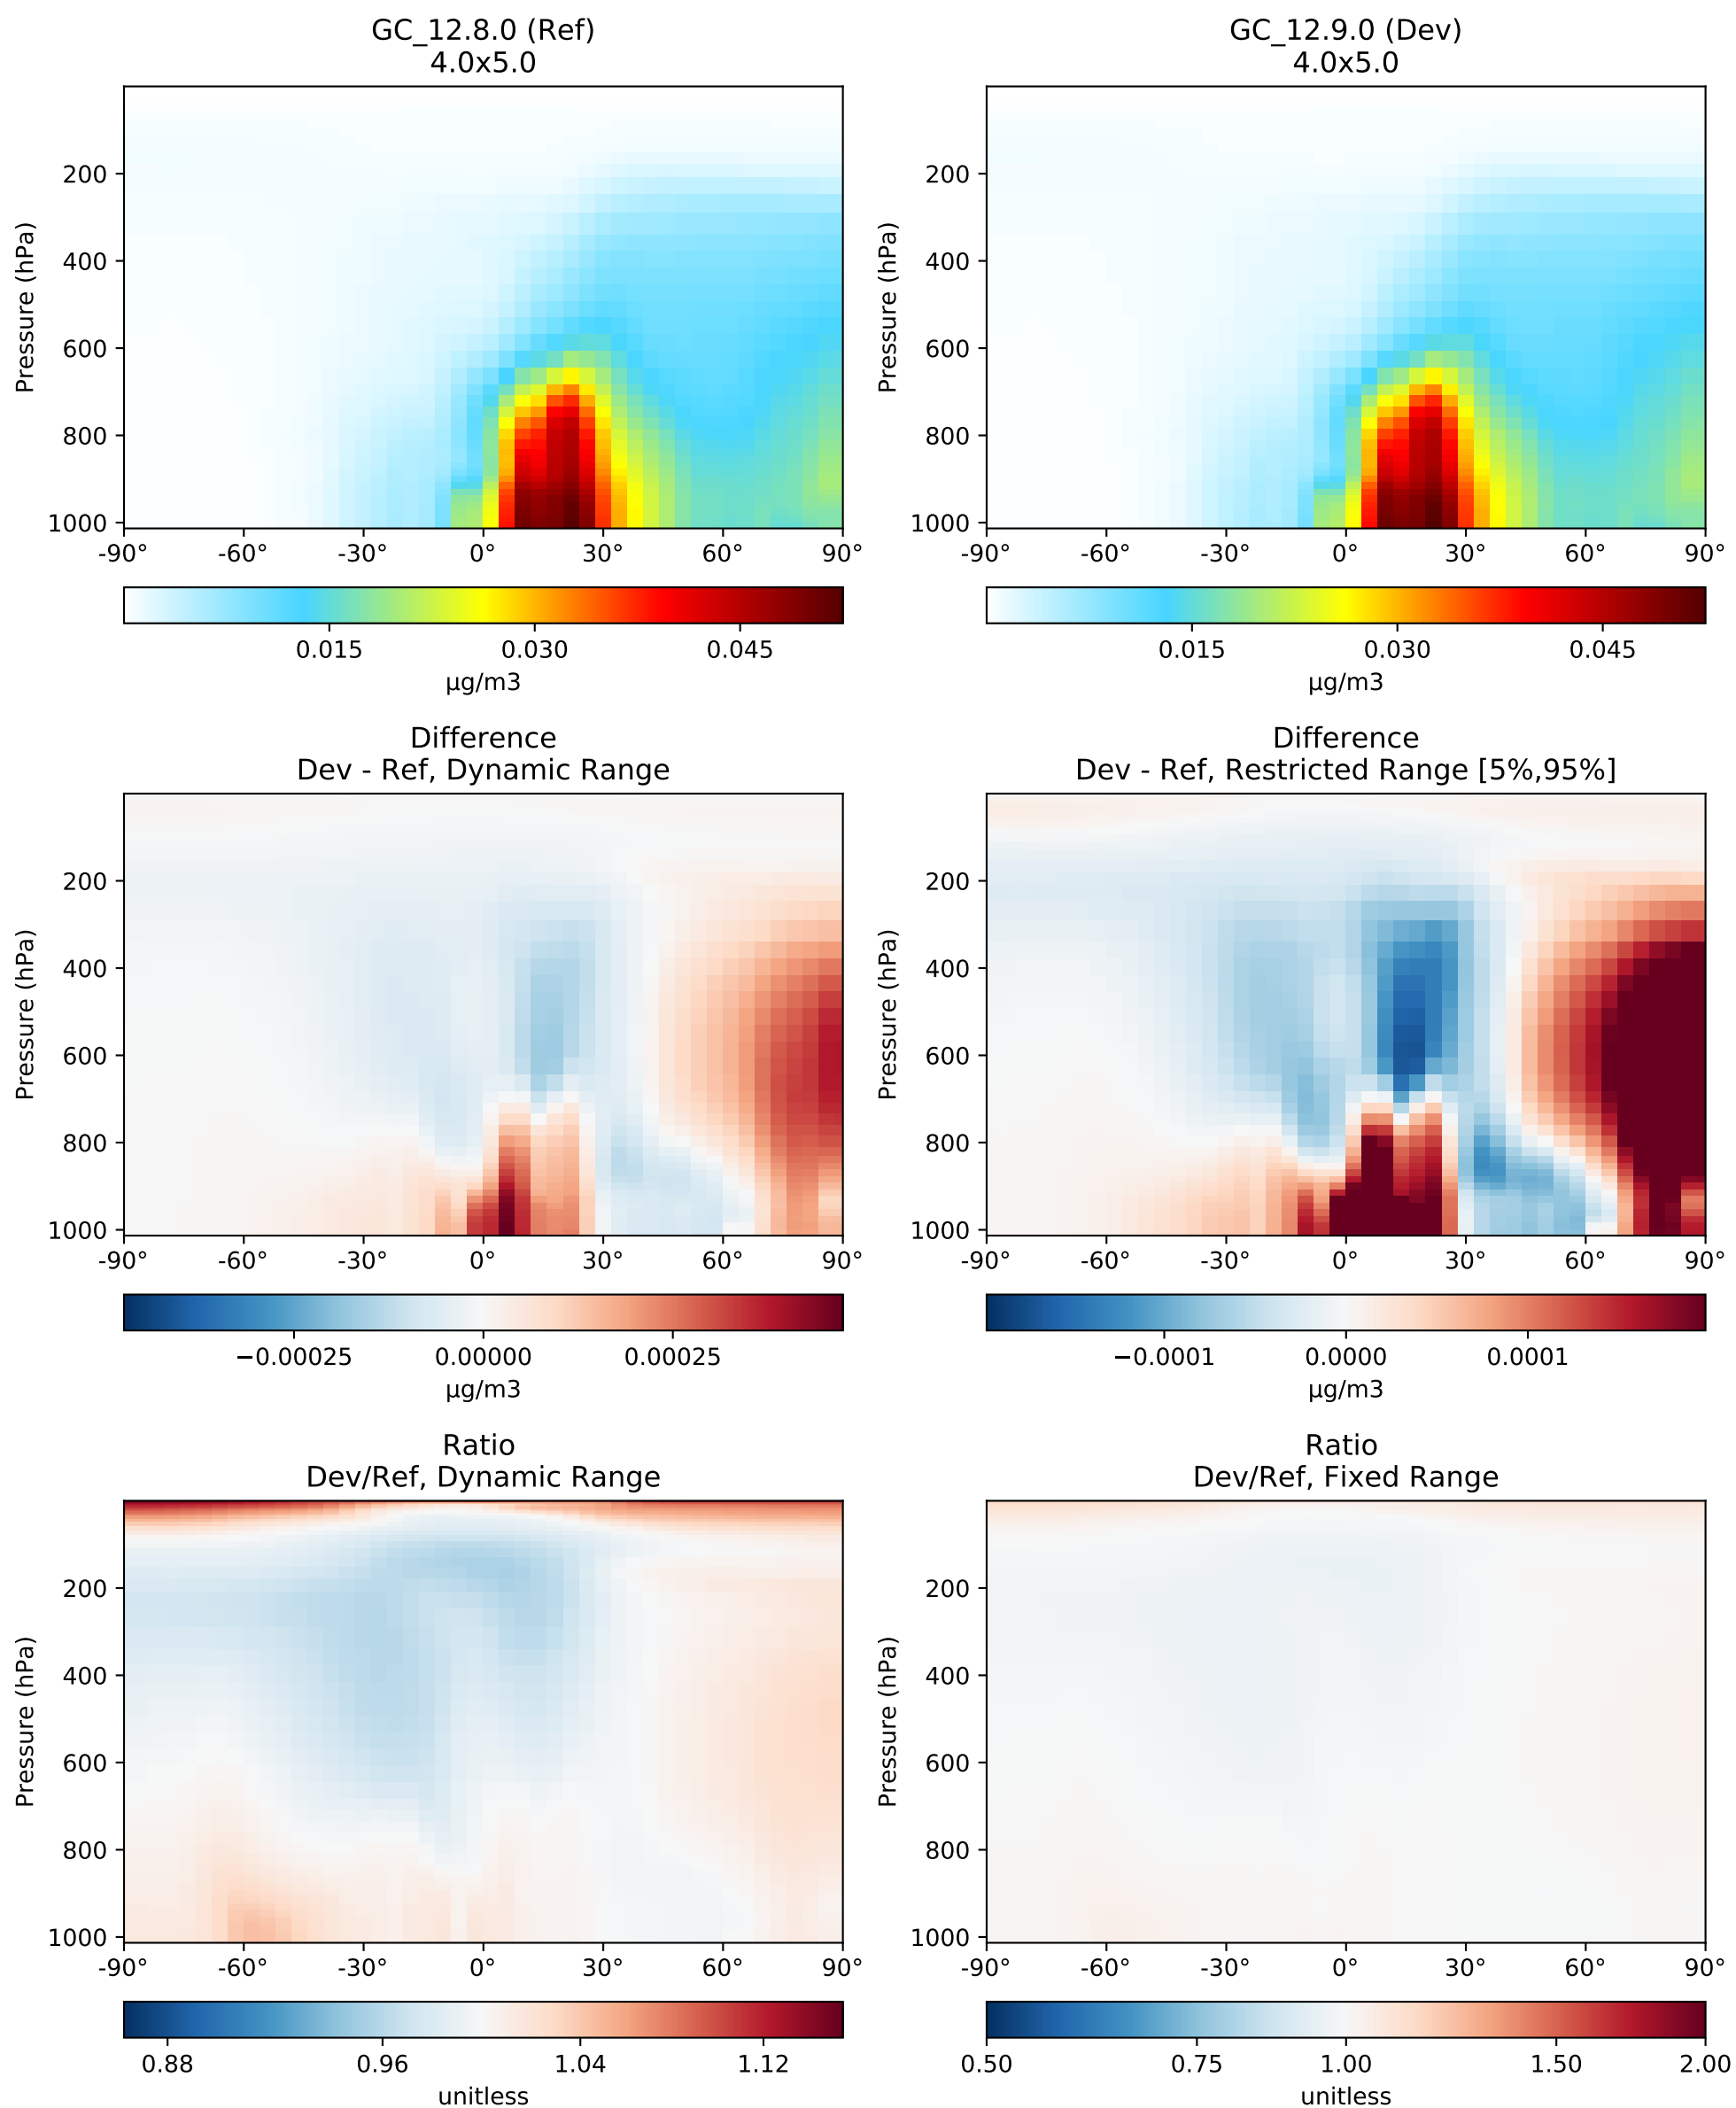 GC_12.8.0 (Ref)
4.0x5.0
Pressure (hPa)
200
400
600
800
1000
-90° -60° -30° 0° 30° 60° 90°
0.015 0.030 0.045
μg/m3
GC_12.9.0 (Dev)
4.0x5.0
Pressure (hPa)
200
400
600
800
1000
-90° -60° -30° 0° 30° 60° 90°
0.015 0.030 0.045
μg/m3
Difference
Dev - Ref, Dynamic Range
Pressure (hPa)
200
400
600
800
1000
-90° -60° -30° 0° 30° 60° 90°
−0.00025 0.00000 0.00025
μg/m3
Difference
Dev - Ref, Restricted Range [5%,95%]
Pressure (hPa)
200
400
600
800
1000
-90° -60° -30° 0° 30° 60° 90°
−0.0001 0.0000 0.0001
μg/m3
Ratio
Dev/Ref, Dynamic Range
Pressure (hPa)
200
400
600
800
1000
-90° -60° -30° 0° 30° 60° 90°
0.88 0.96 1.04 1.12
unitless
Ratio
Dev/Ref, Fixed Range
Pressure (hPa)
200
400
600
800
1000
-90° -60° -30° 0° 30° 60° 90°
0.50 0.75 1.00 1.50 2.00
unitless